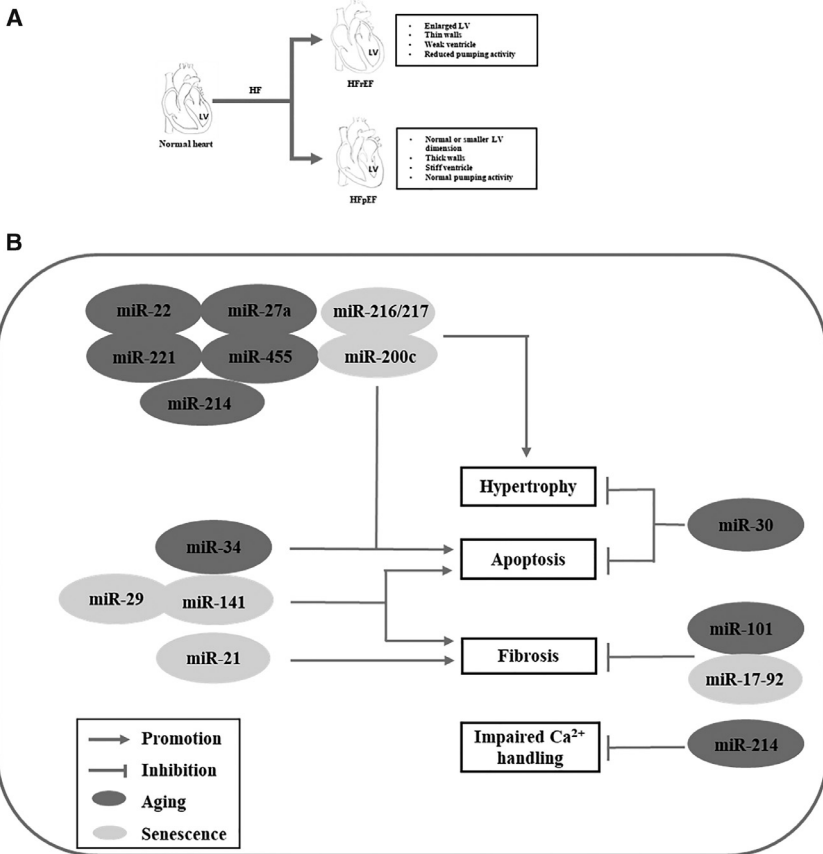 A
HF
Normal heart
LV
LV
HFrEF
• Enlarged LV
• Thin walls
• Weak ventricle
• Reduced pumping activity
LV
HFpEF
• Normal or smaller LV
dimension
• Thick walls
• Stiff ventricle
• Normal pumping activity
B
miR-22
miR-27a
miR-216/217
miR-221
miR-455
miR-200c
miR-214
Hypertrophy
miR-30
miR-34
Apoptosis
miR-29
miR-141
miR-101
miR-21
Fibrosis
miR-17-92
Impaired Ca²⁺
handling
miR-214
Promotion
Inhibition
Aging
Senescence